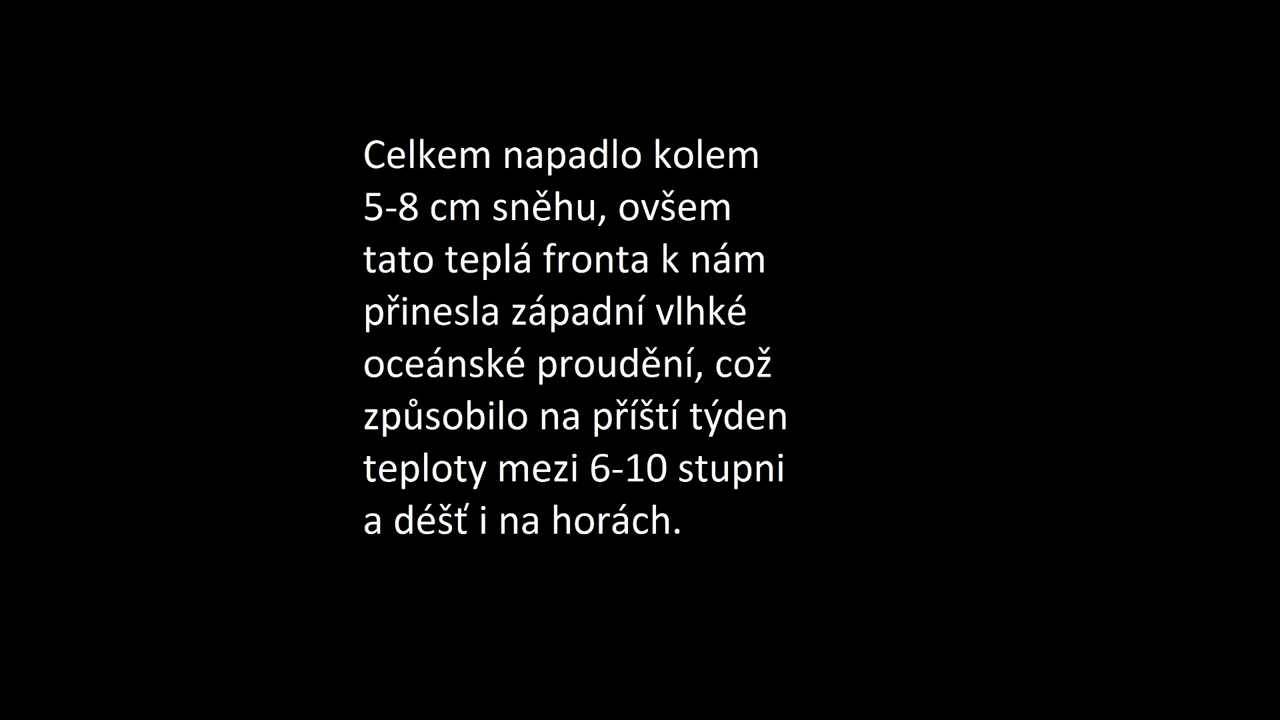 Celkem napadlo kolem
5-8 cm sněhu, ovšem
tato teplá fronta k nám
přinesla západní vlhké
oceánské proudění, což
způsobilo na příští týden
teploty mezi 6-10 stupni
a déšť i na horách.